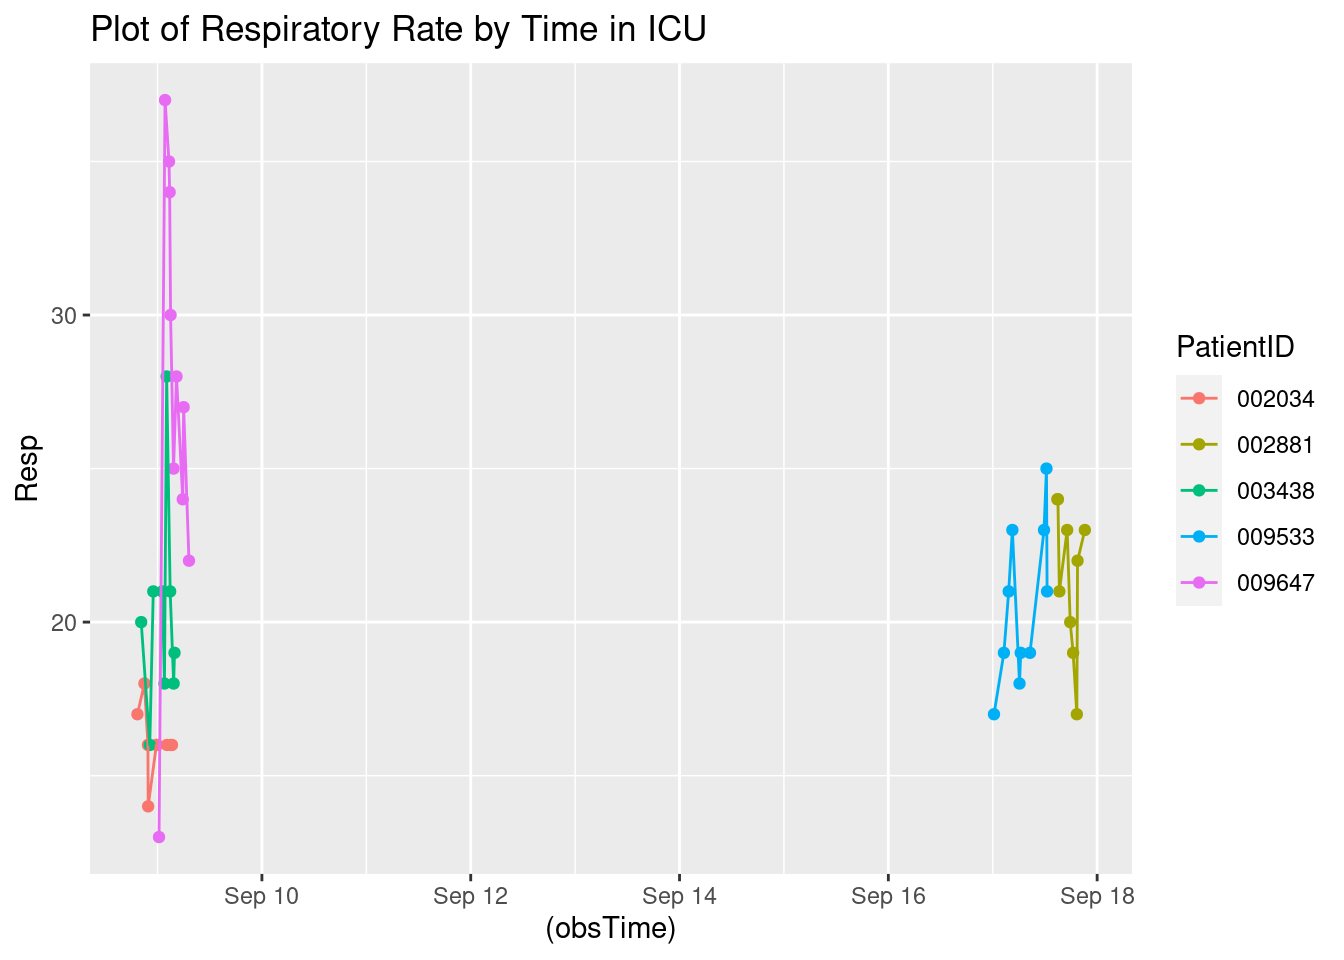 Plot of Respiratory Rate by Time in ICU
30
20
Resp
Sep 10
Sep 12
Sep 14
Sep 16
Sep 18
(obsTime)
PatientID
002034
002881
003438
009533
009647